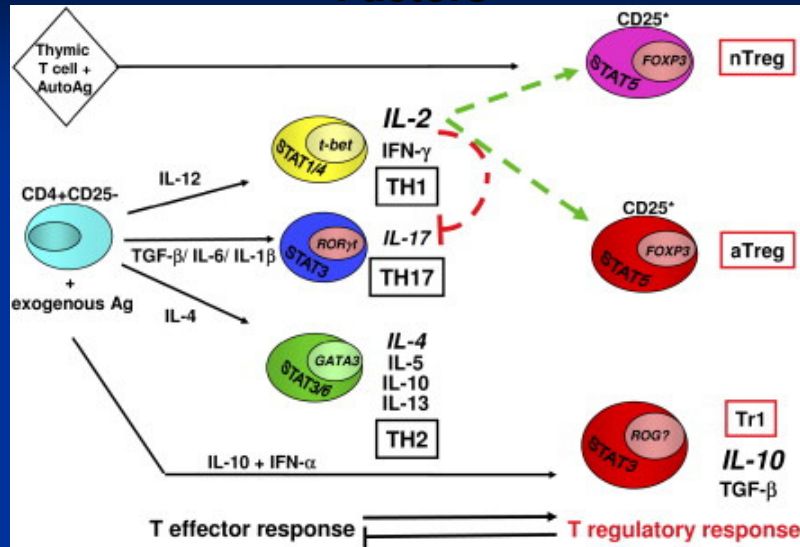 Factors
Thymic
T cell +
AutoAg
CD25*
FOXP3
STAT5
nTreg
IL-2
IFN-γ
TH1
t-bet
STAT1/4
IL-12
CD4+CD25-
+
exogenous Ag
TGF-β/ IL-6/ IL-1β
RORγt
STAT3
IL-17
TH17
CD25*
FOXP3
STAT5
aTreg
IL-4
GATA3
STAT3/6
IL-4
IL-5
IL-10
IL-13
TH2
IL-10 + IFN-α
ROG?
STAT3
Tr1
IL-10
TGF-β
T effector response
T regulatory response